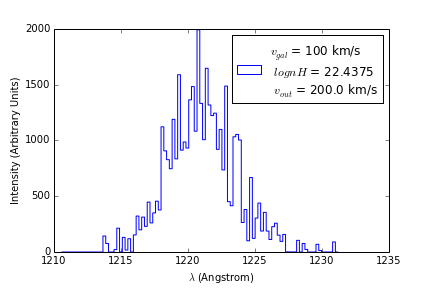 2000
1500
1000
500
0
1210
1215
1220
1225
1230
1235
Intensity (Arbitrary Units)
λ (Angstrom)
v_gal = 100 km/s
lognH = 22.4375
v_out = 200.0 km/s